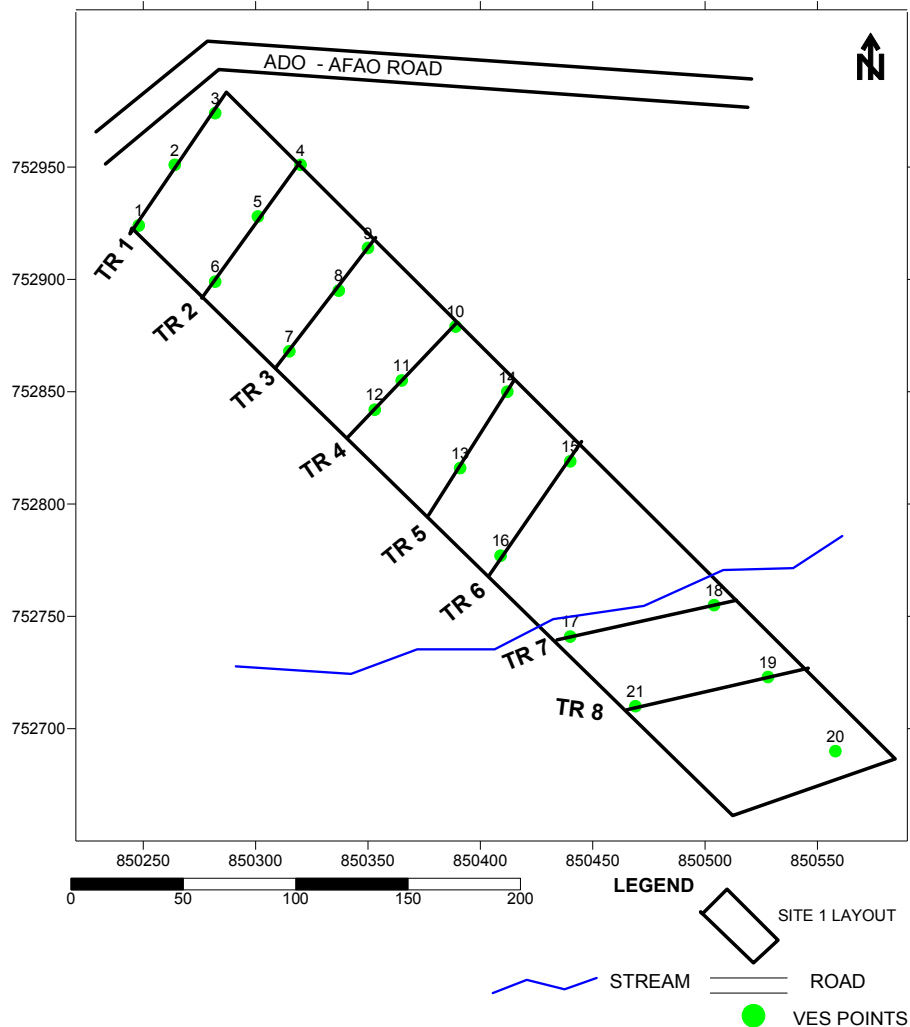 ADO - AFAO ROAD
N
3
752950
2
4
1
5
TR 1
9
752900
6
8
TR 2
10
7
11
752850
TR 3
14
12
TR 4
13
15
752800
TR 5
16
TR 6
18
752750
17
TR 7
19
21
TR 8
752700
20
850250 850300 850350 850400 850450 850500 850550
LEGEND
0 50 100 150 200
SITE 1 LAYOUT
STREAM ROAD
VES POINTS